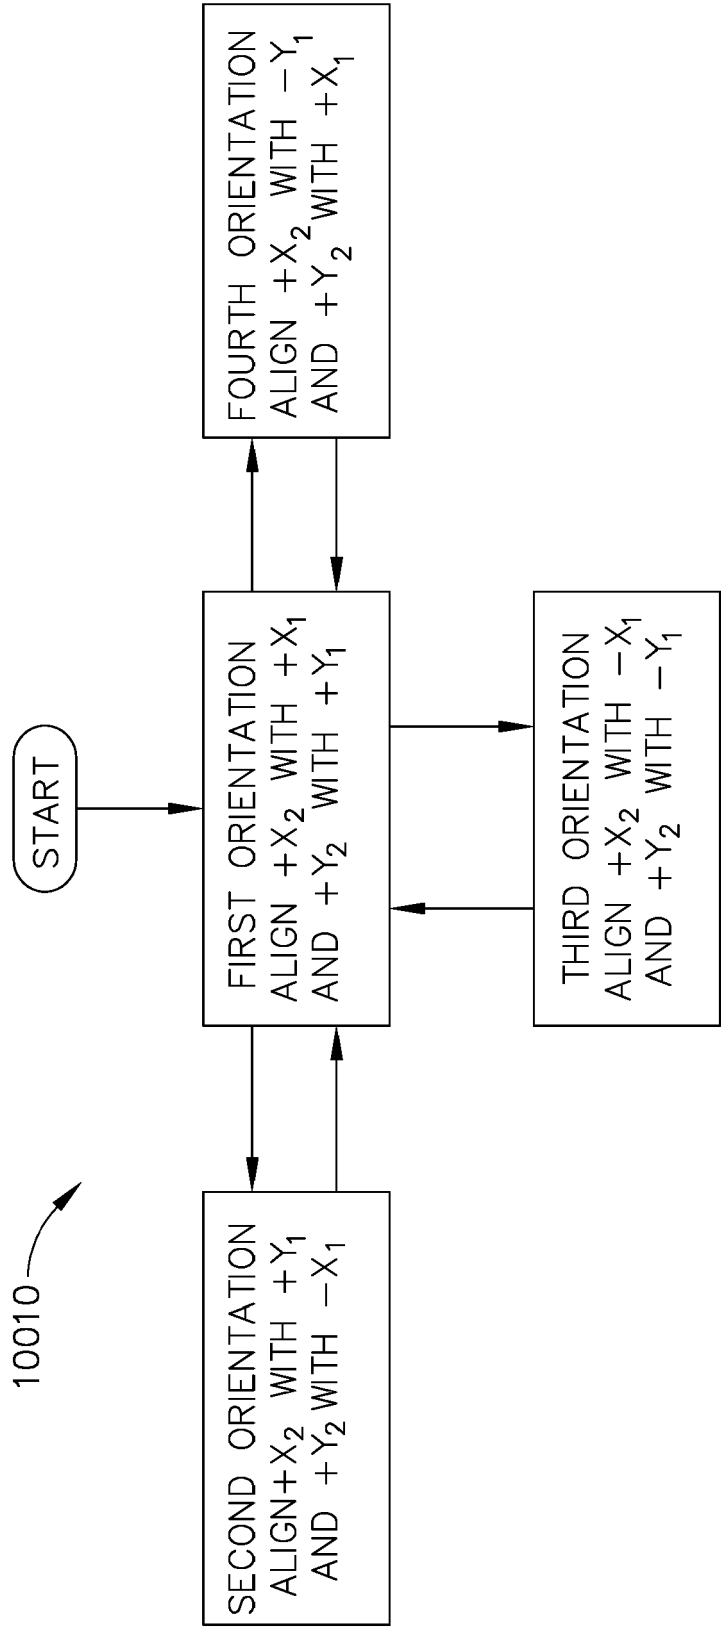 10010
START
SECOND ORIENTATION
ALIGN+X₂ WITH +Y₁
AND +Y₂ WITH −X₁
FIRST ORIENTATION
ALIGN +X₂ WITH +X₁
AND +Y₂ WITH +Y₁
FOURTH ORIENTATION
ALIGN +X₂ WITH −Y₁
AND +Y₂ WITH +X₁
THIRD ORIENTATION
ALIGN +X₂ WITH −X₁
AND +Y₂ WITH −Y₁